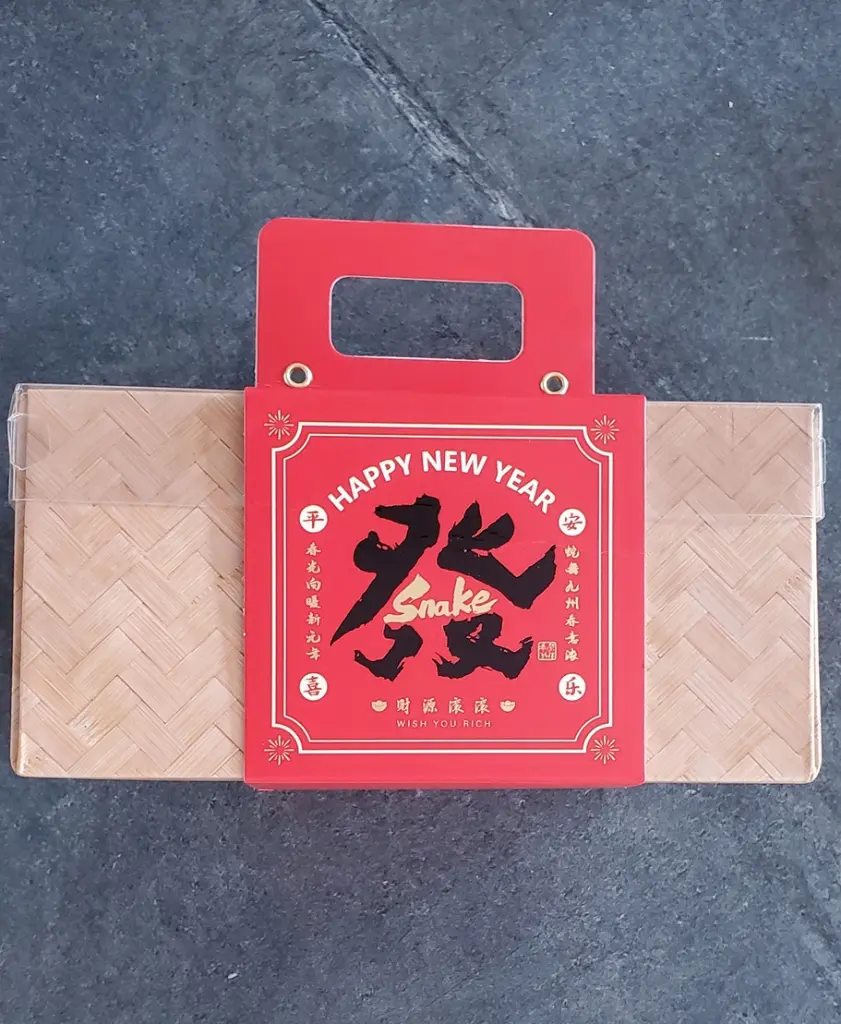 HAPPY NEW YEAR
平
安
發
Snake
春光向暖新元年
蛇舞九州春意浓
喜
乐
财源滚滚
WISH YOU RICH